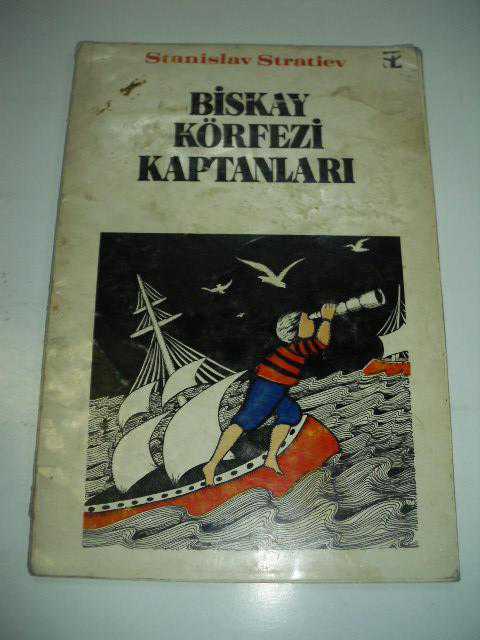 Stanislav Stratiev
BİSKAY
KÖRFEZİ
KAPTANLARI